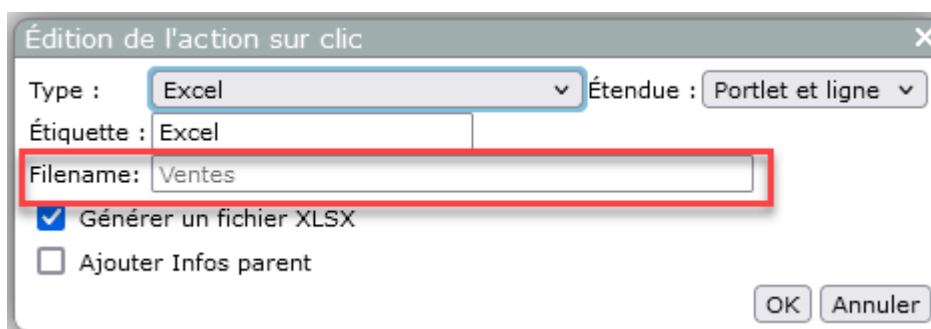 Édition de l'action sur clic
Type : Excel Étendue : Portlet et ligne
Étiquette : Excel
Filename: Ventes
Générer un fichier XLSX
Ajouter Infos parent
OK Annuler